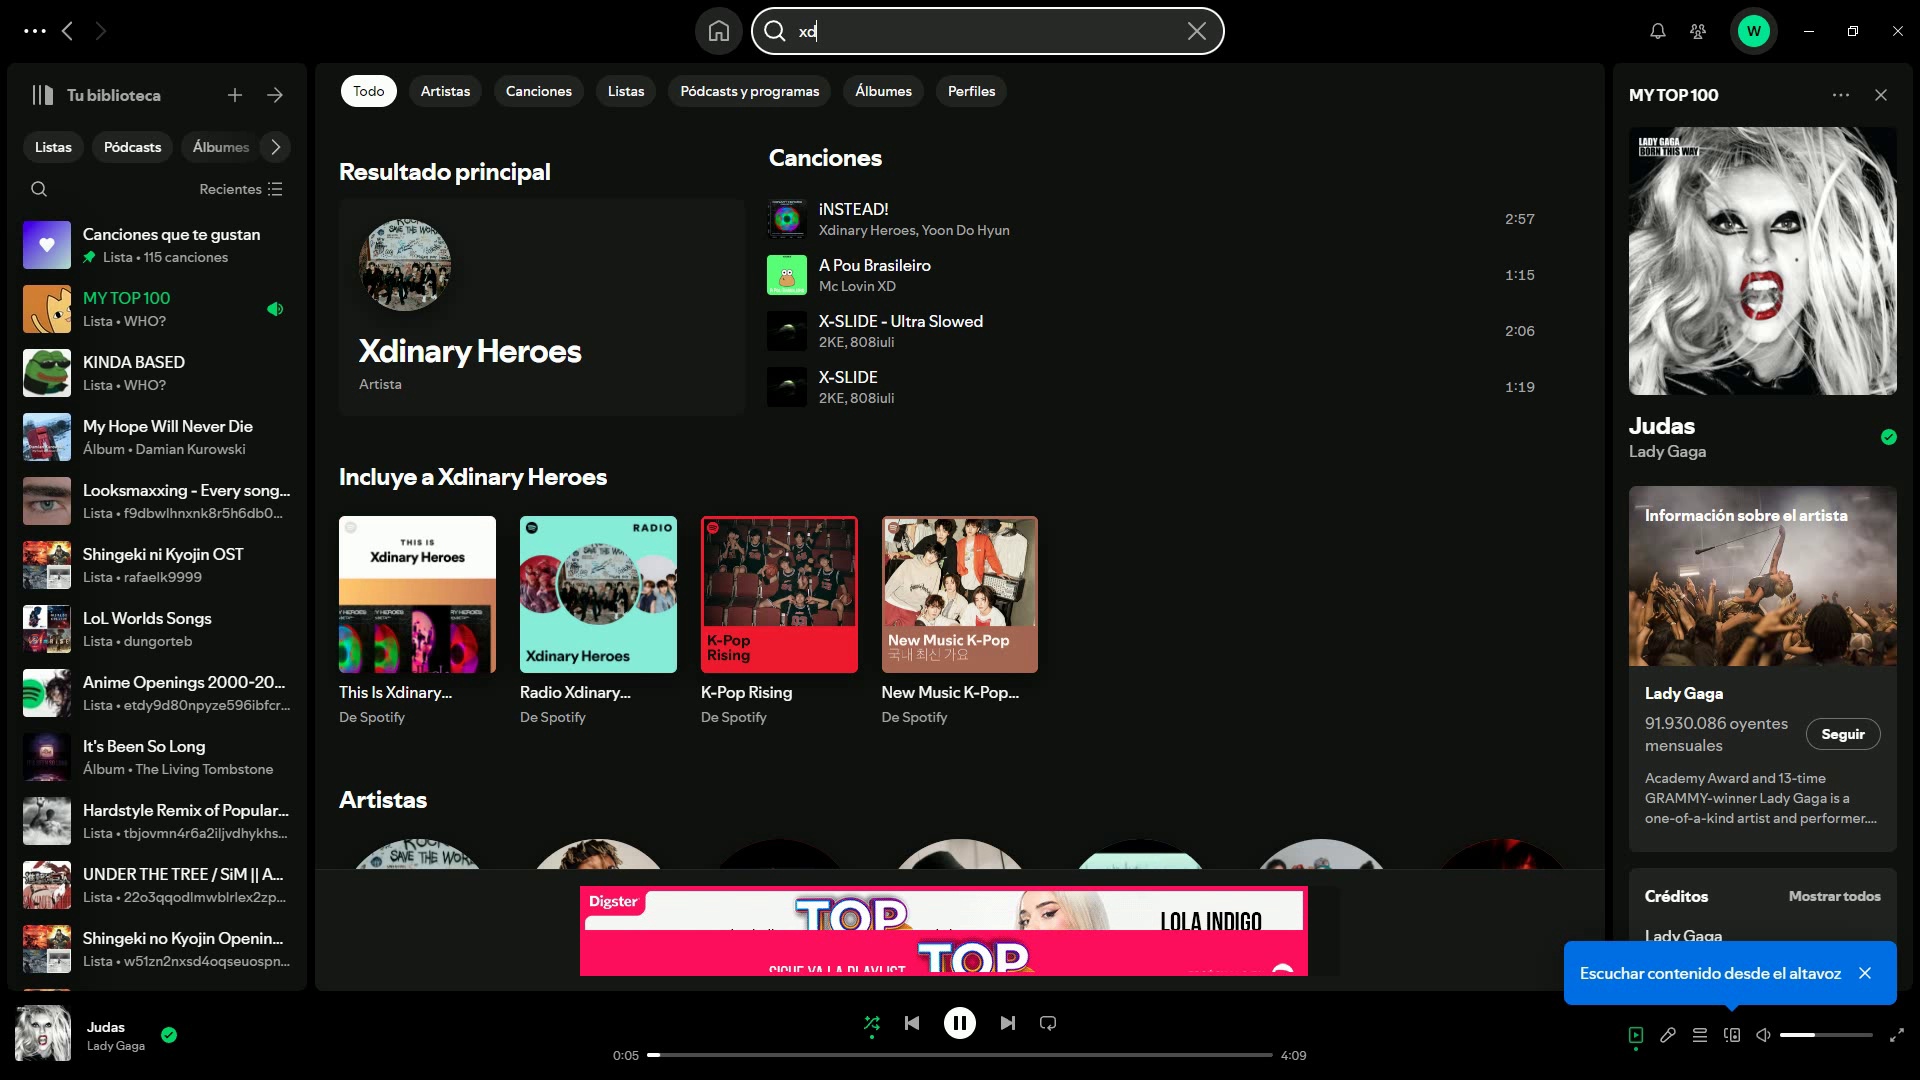 xd
W
Tu biblioteca
Listas
Pódcasts
Álbumes
Recientes
Canciones que te gustan
Lista • 115 canciones
MY TOP 100
Lista • WHO?
KINDA BASED
Lista • WHO?
My Hope Will Never Die
Álbum • Damian Kurowski
Looksmaxxing - Every song...
Lista • f9dbwlhnxnk8r5h6db0...
Shingeki ni Kyojin OST
Lista • rafaelk9999
LoL Worlds Songs
Lista • dungorteb
Anime Openings 2000-20...
Lista • etdy9d80npyze596ibfcr...
It's Been So Long
Álbum • The Living Tombstone
Hardstyle Remix of Popular...
Lista • tbjovmn4r6a2iljvdhykhs...
UNDER THE TREE / SiM || A...
Lista • 22o3qqodlmwblrlex2zp...
Shingeki no Kyojin Openin...
Lista • w51zn2nxsd4oqseuospn...
Todo
Artistas
Canciones
Listas
Pódcasts y programas
Álbumes
Perfiles
Resultado principal
Xdinary Heroes
Artista
Canciones
iNSTEAD!
Xdinary Heroes, Yoon Do Hyun
2:57
A Pou Brasileiro
Mc Lovin XD
1:15
X-SLIDE - Ultra Slowed
2KE, 808iuli
2:06
X-SLIDE
2KE, 808iuli
1:19
Incluye a Xdinary Heroes
THIS IS
Xdinary Heroes
RADIO
Xdinary Heroes
K-Pop
Rising
New Music K-Pop
국내 최신 가요
This Is Xdinary...
De Spotify
Radio Xdinary...
De Spotify
K-Pop Rising
De Spotify
New Music K-Pop...
De Spotify
Artistas
SAVE THE WOR
Digster
TOP
LOLA INDIGO
SIGUE YA LA PLAYLIST
TOP
MY TOP 100
LADY GAGA
BORN THIS WAY
Judas
Lady Gaga
Información sobre el artista
Lady Gaga
91.930.086 oyentes
mensuales
Seguir
Academy Award and 13-time
GRAMMY-winner Lady Gaga is a
one-of-a-kind artist and performer....
Créditos
Mostrar todos
Lady Gaga
Escuchar contenido desde el altavoz
Judas
Lady Gaga
0:05
4:09